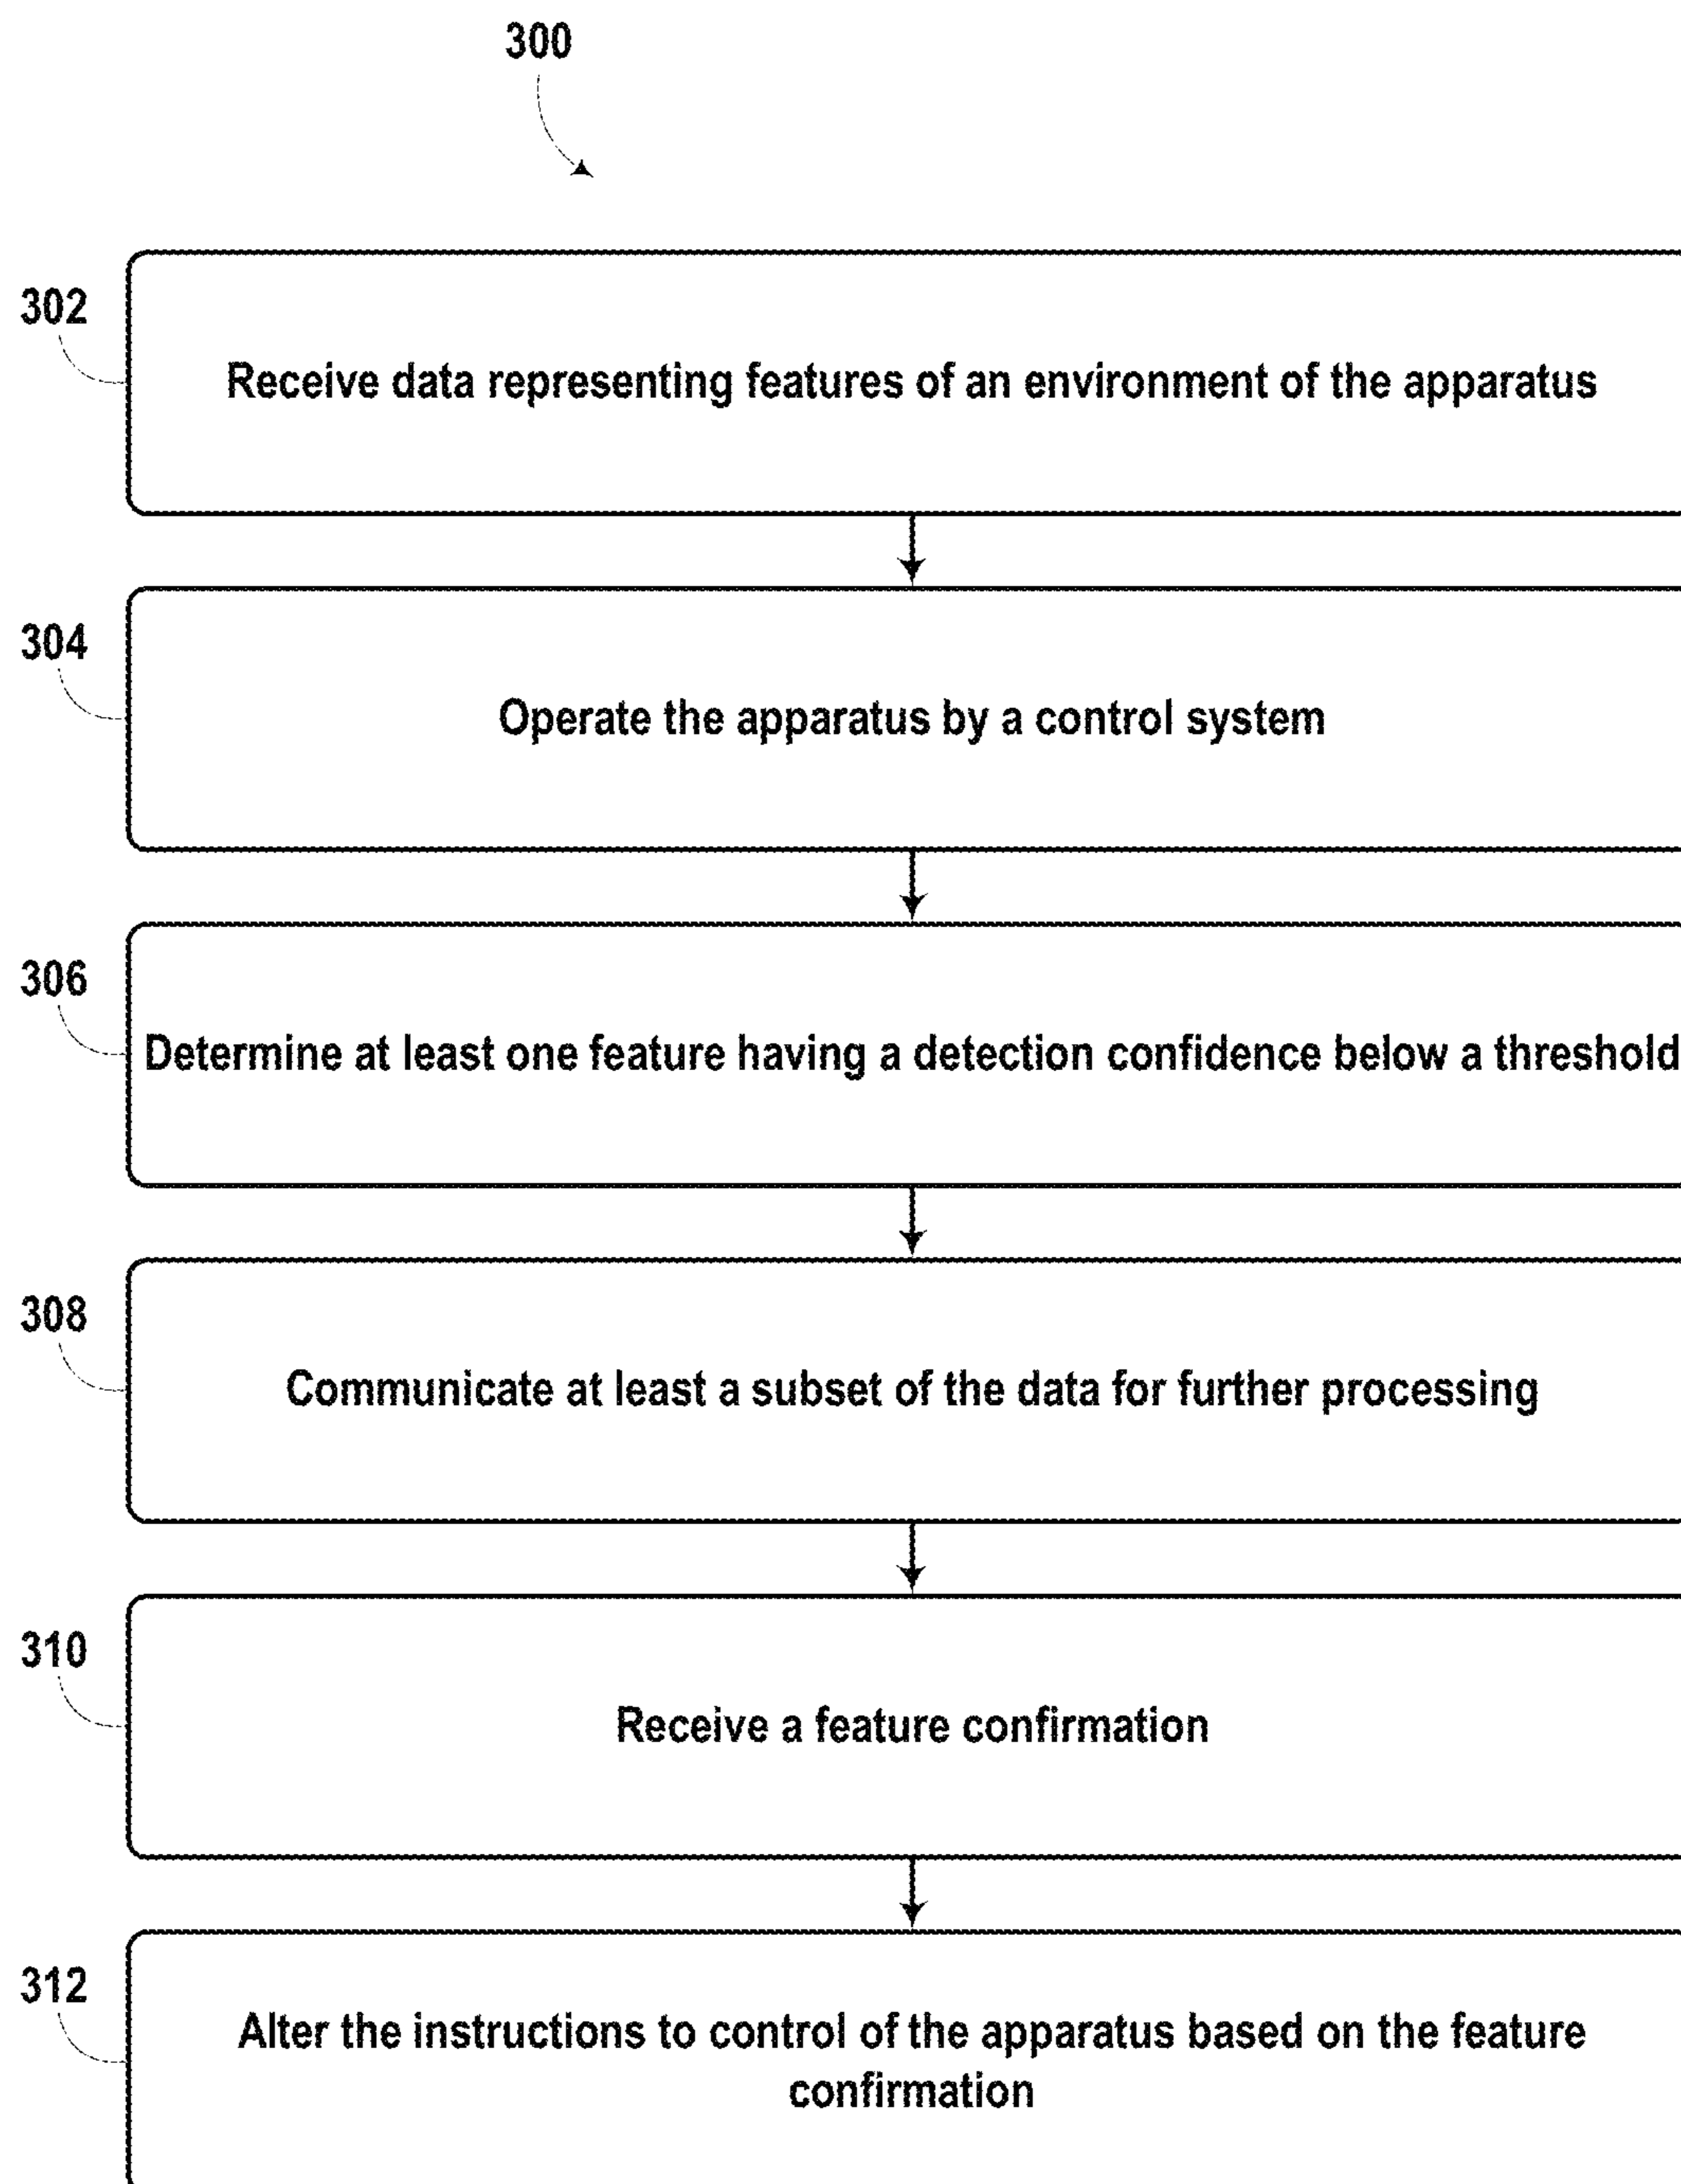 300
302
Receive data representing features of an environment of the apparatus
304
Operate the apparatus by a control system
306
Determine at least one feature having a detection confidence below a threshold
308
Communicate at least a subset of the data for further processing
310
Receive a feature confirmation
312
Alter the instructions to control of the apparatus based on the feature
confirmation